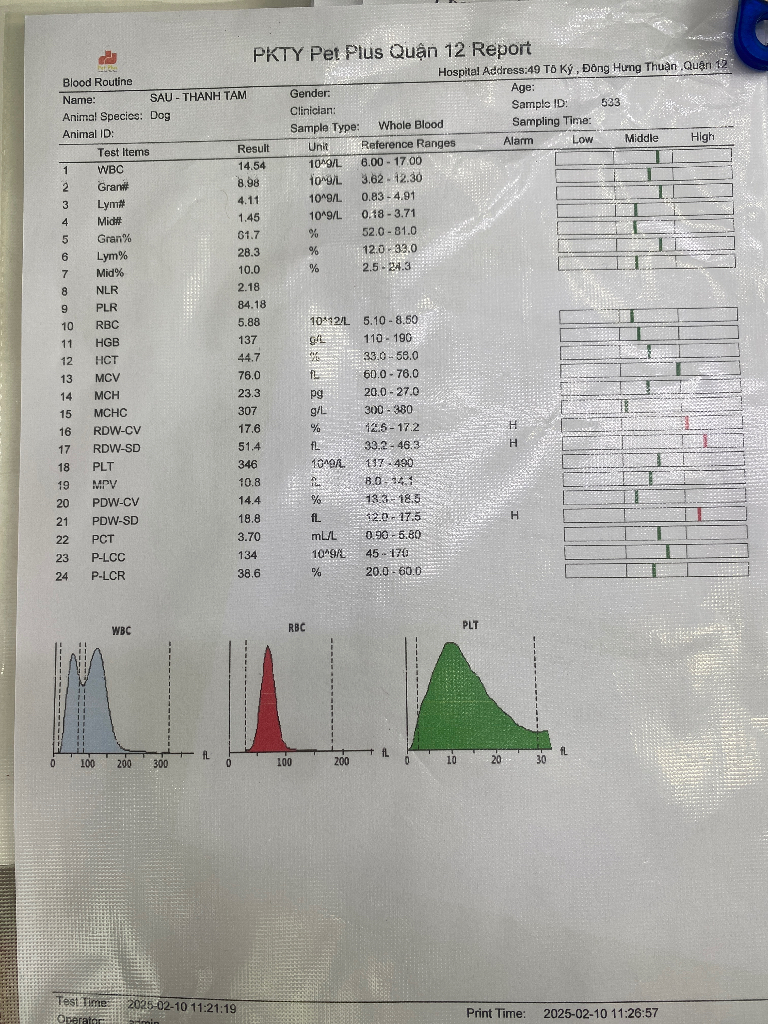 PKTY Pet Plus Quận 12 Report
Hospital Address:49 Tô Ký , Đông Hưng Thuận ,Quận 12
Blood Routine
Name: SAU - THANH TAM Gender: Age:
Animal Species: Dog Clinician: Sample ID: 533
Animal ID: Sample Type: Whole Blood Sampling Time:
Test Items Result Unit Reference Ranges Alarm Low Middle High
1 WBC 14.54 10^9/L 6.00 - 17.00
2 Gran# 8.98 10^9/L 3.62 - 12.30
3 Lym# 4.11 10^9/L 0.83 - 4.91
4 Mid# 1.45 10^9/L 0.18 - 3.71
5 Gran% 61.7 % 52.0 - 81.0
6 Lym% 28.3 % 12.0 - 33.0
7 Mid% 10.0 % 2.5 - 24.3
8 NLR 2.18
9 PLR 84.18
10 RBC 5.88 10^12/L 5.10 - 8.50
11 HGB 137 g/L 110 - 190
12 HCT 44.7 % 33.0 - 56.0
13 MCV 76.0 fL 60.0 - 76.0
14 MCH 23.3 pg 20.0 - 27.0
15 MCHC 307 g/L 300 - 380
16 RDW-CV 17.6 % 12.5 - 17.2 H
17 RDW-SD 51.4 fL 33.2 - 46.3 H
18 PLT 346 10^9/L 117 - 490
19 MPV 10.8 fL 8.0 - 14.1
20 PDW-CV 14.4 % 13.3 - 18.5
21 PDW-SD 18.8 fL 12.0 - 17.5 H
22 PCT 3.70 mL/L 0.90 - 5.80
23 P-LCC 134 10^9/L 45 - 170
24 P-LCR 38.6 % 20.0 - 60.0
WBC RBC PLT
0 100 200 300 fL 0 100 200 fL 0 10 20 30 fL
Test Time: 2025-02-10 11:21:19 Print Time: 2025-02-10 11:26:57
Operator: admin